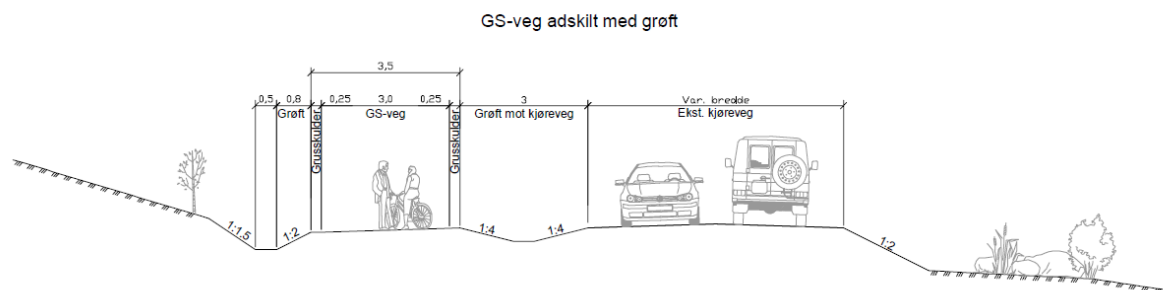 GS-veg adskilt med grøft
3,5
0,5 0,8 0,25 3,0 0,25 3 Var. bredde
Grøft GS-veg Grøft mot kjøreveg Ekst. kjøreveg
Grusskulder Grusskulder
1:1.5 1:2 1:4 1:4 1:2